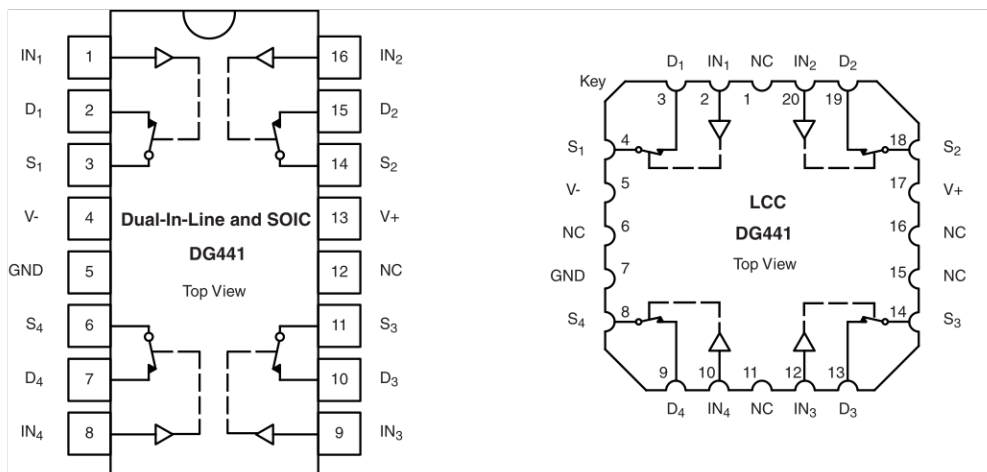 IN₁ 1 16 IN₂
D₁ 2 15 D₂
S₁ 3 14 S₂
V- 4 13 V+
Dual-In-Line and SOIC
DG441
Top View
GND 5 12 NC
S₄ 6 11 S₃
D₄ 7 10 D₃
IN₄ 8 9 IN₃
D₁ IN₁ NC IN₂ D₂
Key
3 2 1 20 19
S₁ 4 18 S₂
V- 5 17 V+
LCC
DG441
Top View
NC 6 16 NC
GND 7 15 NC
S₄ 8 14 S₃
9 10 11 12 13
D₄ IN₄ NC IN₃ D₃